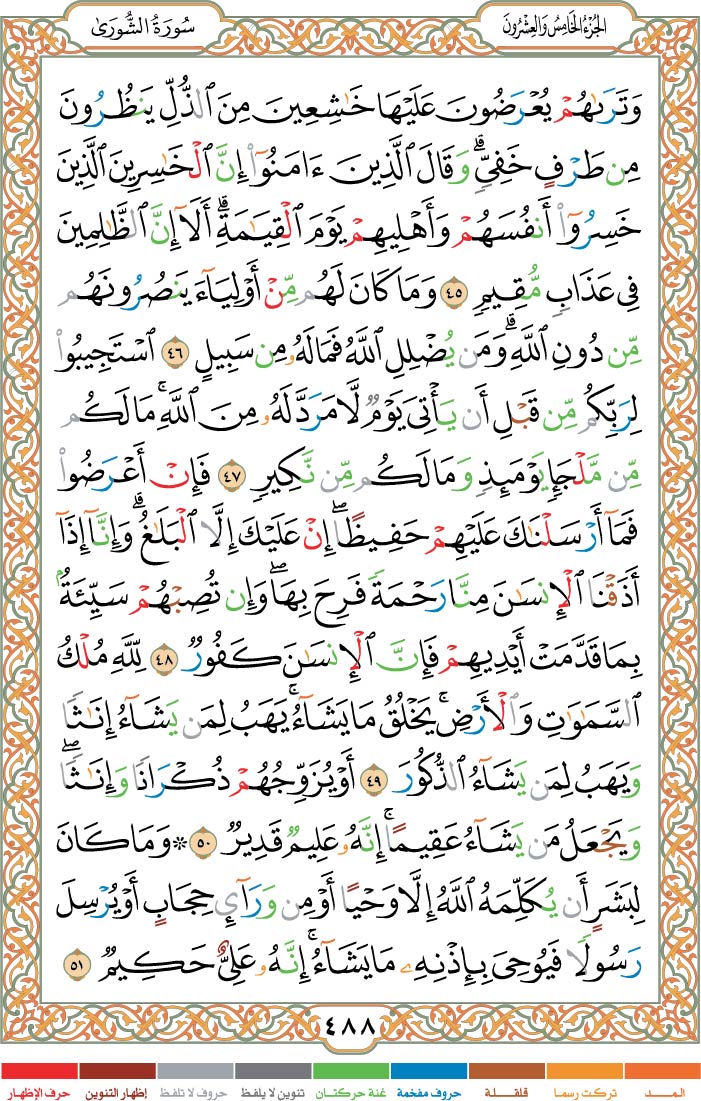 الجزء الخامس والعشرون
سورة الشورى
وَتَرَىٰهُمۡ يُعۡرَضُونَ عَلَيۡهَا خَٰشِعِينَ مِنَ ٱلذُّلِّ يَنظُرُونَ
مِن طَرۡفٍ خَفِيّٖۗ وَقَالَ ٱلَّذِينَ ءَامَنُوٓاْ إِنَّ ٱلۡخَٰسِرِينَ ٱلَّذِينَ
خَسِرُوٓاْ أَنفُسَهُمۡ وَأَهۡلِيهِمۡ يَوۡمَ ٱلۡقِيَٰمَةِۗ أَلَآ إِنَّ ٱلظَّٰلِمِينَ
فِي عَذَابٖ مُّقِيمٖ ٤٥ وَمَا كَانَ لَهُم مِّنۡ أَوۡلِيَآءَ يَنصُرُونَهُم
مِّن دُونِ ٱللَّهِۗ وَمَن يُضۡلِلِ ٱللَّهُ فَمَا لَهُۥ مِن سَبِيلٍ ٤٦ ٱسۡتَجِيبُواْ
لِرَبِّكُم مِّن قَبۡلِ أَن يَأۡتِيَ يَوۡمٞ لَّا مَرَدَّ لَهُۥ مِنَ ٱللَّهِۚ مَا لَكُم
مِّن مَّلۡجَإٖ يَوۡمَئِذٖ وَمَا لَكُم مِّن نَّكِيرٖ ٤٧ فَإِنۡ أَعۡرَضُواْ
فَمَآ أَرۡسَلۡنَٰكَ عَلَيۡهِمۡ حَفِيظًاۖ إِنۡ عَلَيۡكَ إِلَّا ٱلۡبَلَٰغُۗ وَإِنَّآ إِذَآ
أَذَقۡنَا ٱلۡإِنسَٰنَ مِنَّا رَحۡمَةٗ فَرِحَ بِهَاۖ وَإِن تُصِبۡهُمۡ سَيِّئَةُۢ
بِمَا قَدَّمَتۡ أَيۡدِيهِمۡ فَإِنَّ ٱلۡإِنسَٰنَ كَفُورٞ ٤٨ لِّلَّهِ مُلۡكُ
ٱلسَّمَٰوَٰتِ وَٱلۡأَرۡضِۚ يَخۡلُقُ مَا يَشَآءُۚ يَهَبُ لِمَن يَشَآءُ إِنَٰثٗا
وَيَهَبُ لِمَن يَشَآءُ ٱلذُّكُورَ ٤٩ أَوۡ يُزَوِّجُهُمۡ ذُكۡرَانٗا وَإِنَٰثٗاۖ
وَيَجۡعَلُ مَن يَشَآءُ عَقِيمًاۚ إِنَّهُۥ عَلِيمٞ قَدِيرٞ ٥٠ ۞ وَمَا كَانَ
لِبَشَرٍ أَن يُكَلِّمَهُ ٱللَّهُ إِلَّا وَحۡيًا أَوۡ مِن وَرَآيِٕ حِجَابٍ أَوۡ يُرۡسِلَ
رَسُولٗا فَيُوحِيَ بِإِذۡنِهِۦ مَا يَشَآءُۚ إِنَّهُۥ عَلِيٌّ حَكِيمٞ ٥١
٤٨٨
المــد تركت رسما قلقلة حروف مفخمة غنة حركتان تنوين لا يلفظ حروف لا تلفظ إظهار التنوين حرف الإظهار